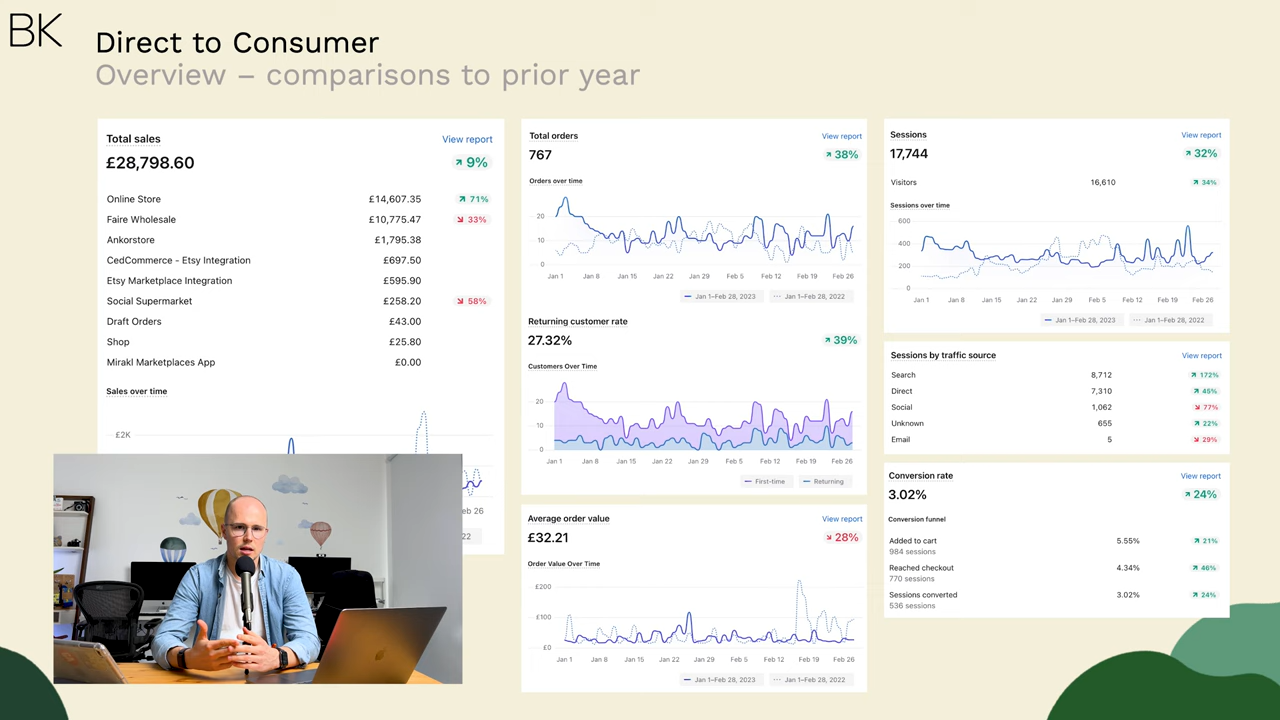 BK
Direct to Consumer
Overview – comparisons to prior year
Total sales View report
£28,798.60 9%
Online Store £14,607.35 71%
Faire Wholesale £10,775.47 33%
Ankorstore £1,795.38
CedCommerce - Etsy Integration £697.50
Etsy Marketplace Integration £595.90
Social Supermarket £258.20 58%
Draft Orders £43.00
Shop £25.80
Mirakl Marketplaces App £0.00
Sales over time
£2K
eb 26
22
Total orders View report
767 38%
Orders over time
20
10
0
Jan 1 Jan 8 Jan 15 Jan 22 Jan 29 Feb 5 Feb 12 Feb 19 Feb 26
Jan 1–Feb 28, 2023 Jan 1–Feb 28, 2022
Returning customer rate
27.32% 39%
Customers Over Time
20
10
0
Jan 1 Jan 8 Jan 15 Jan 22 Jan 29 Feb 5 Feb 12 Feb 19 Feb 26
First-time Returning
Average order value View report
£32.21 28%
Order Value Over Time
£200
£100
£0
Jan 1 Jan 8 Jan 15 Jan 22 Jan 29 Feb 5 Feb 12 Feb 19 Feb 26
Jan 1–Feb 28, 2023 Jan 1–Feb 28, 2022
Sessions View report
17,744 32%
Visitors 16,610 34%
Sessions over time
600
400
200
0
Jan 1 Jan 8 Jan 15 Jan 22 Jan 29 Feb 5 Feb 12 Feb 19 Feb 26
Jan 1–Feb 28, 2023 Jan 1–Feb 28, 2022
Sessions by traffic source View report
Search 8,712 172%
Direct 7,310 45%
Social 1,062 77%
Unknown 655 22%
Email 5 29%
Conversion rate View report
3.02% 24%
Conversion funnel
Added to cart 5.55% 21%
984 sessions
Reached checkout 4.34% 46%
770 sessions
Sessions converted 3.02% 24%
536 sessions